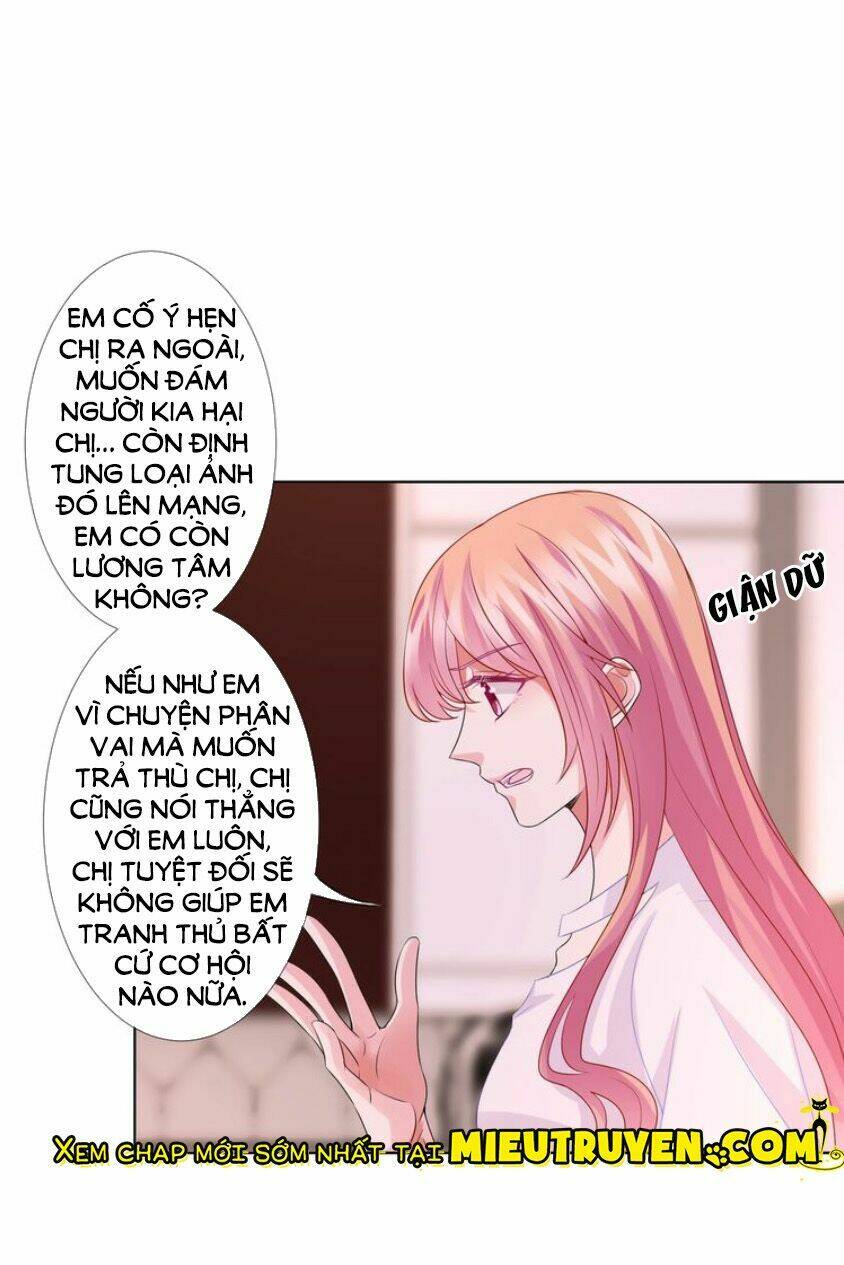 EM CỐ Ý HẸN
CHỊ RA NGOÀI,
MUỐN ĐÁM
NGƯỜI KIA HẠI
CHỊ... CÒN ĐỊNH
TUNG LOẠI ẢNH
ĐÓ LÊN MẠNG,
EM CÓ CÒN
LƯƠNG TÂM
KHÔNG?
GIẬN DỮ
NẾU NHƯ EM
VÌ CHUYỆN PHÂN
VAI MÀ MUỐN
TRẢ THÙ CHỊ, CHỊ
CŨNG NÓI THẲNG
VỚI EM LUÔN,
CHỊ TUYỆT ĐỐI SẼ
KHÔNG GIÚP EM
TRANH THỦ BẤT
CỨ CƠ HỘI
NÀO NỮA.
XEM CHAP MỚI SỚM NHẤT TẠI MIEUTRUYEN.COM